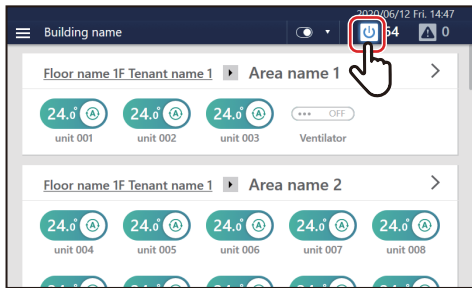 2020/06/12 Fri. 14:47
Building name
64
0
Floor name 1F Tenant name 1 Area name 1
24.0° A 24.0° A 24.0° A OFF
unit 001 unit 002 unit 003 Ventilator
Floor name 1F Tenant name 1 Area name 2
24.0° A 24.0° A 24.0° A 24.0° A 24.0° A
unit 004 unit 005 unit 006 unit 007 unit 008